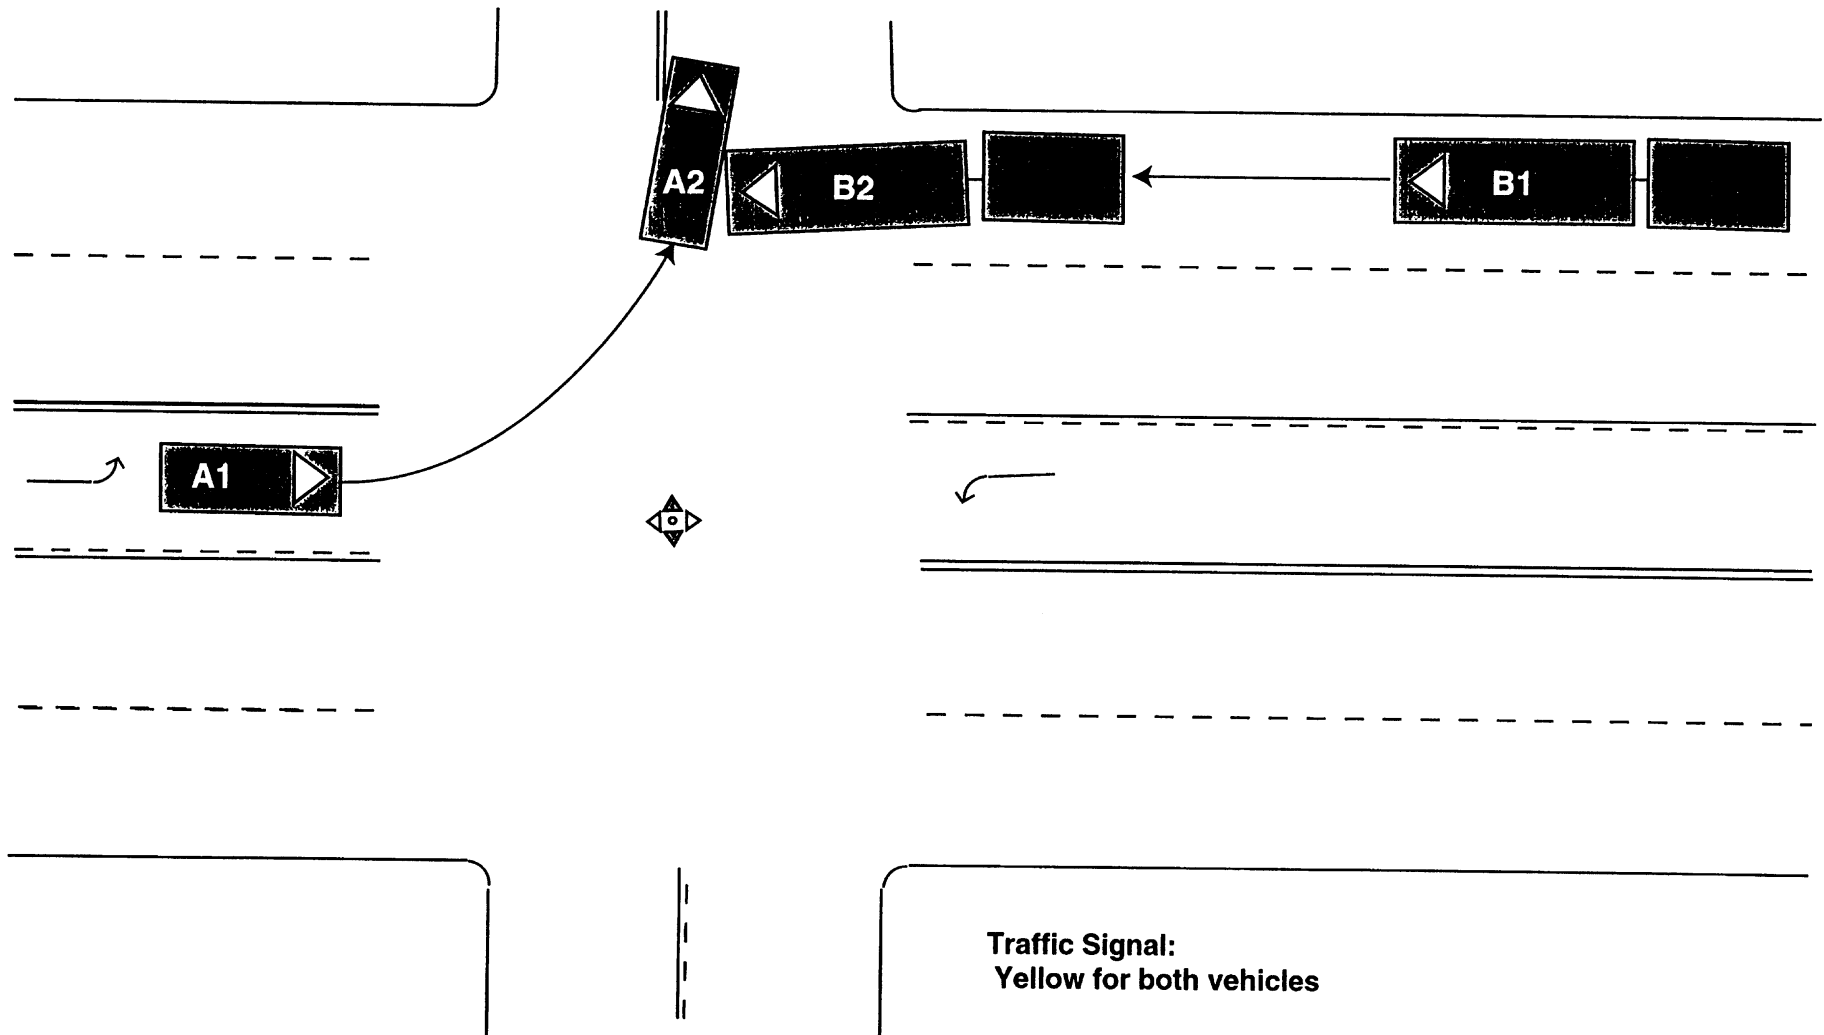 A2
B2
B1
A1
Traffic Signal:
Yellow for both vehicles